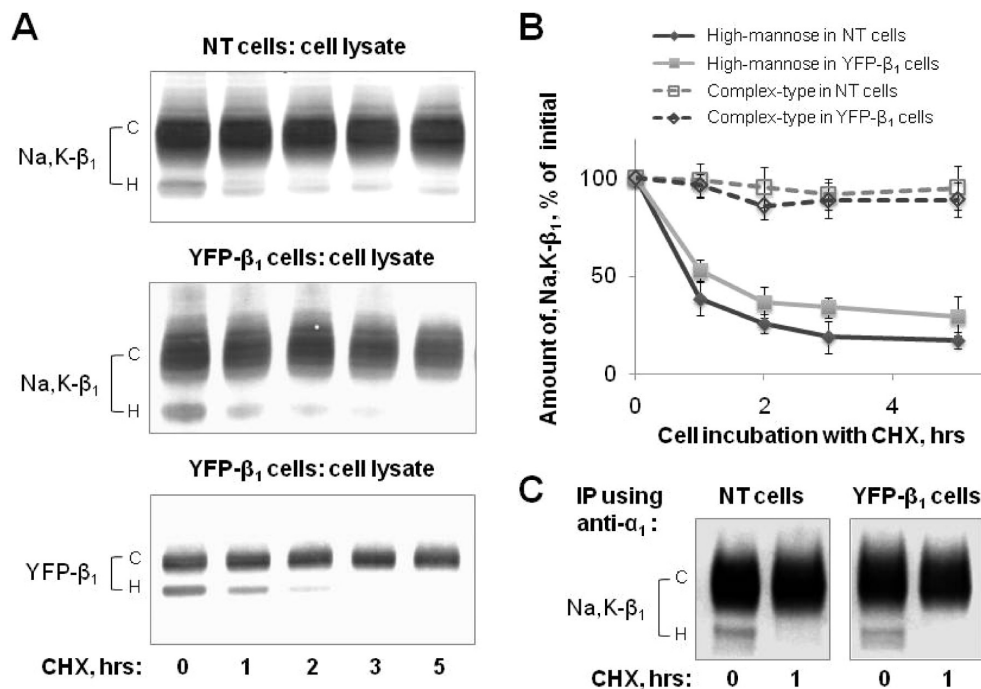 A
NT cells: cell lysate
Na,K-β₁
C
H
YFP-β₁ cells: cell lysate
Na,K-β₁
C
H
YFP-β₁ cells: cell lysate
YFP-β₁
C
H
CHX, hrs: 0 1 2 3 5
B
High-mannose in NT cells
High-mannose in YFP-β₁ cells
Complex-type in NT cells
Complex-type in YFP-β₁ cells
Amount of, Na,K-β₁, % of initial
100
50
0
0 2 4
Cell incubation with CHX, hrs
C
IP using NT cells YFP-β₁ cells
anti-α₁ :
Na,K-β₁
C
H
CHX, hrs: 0 1 0 1